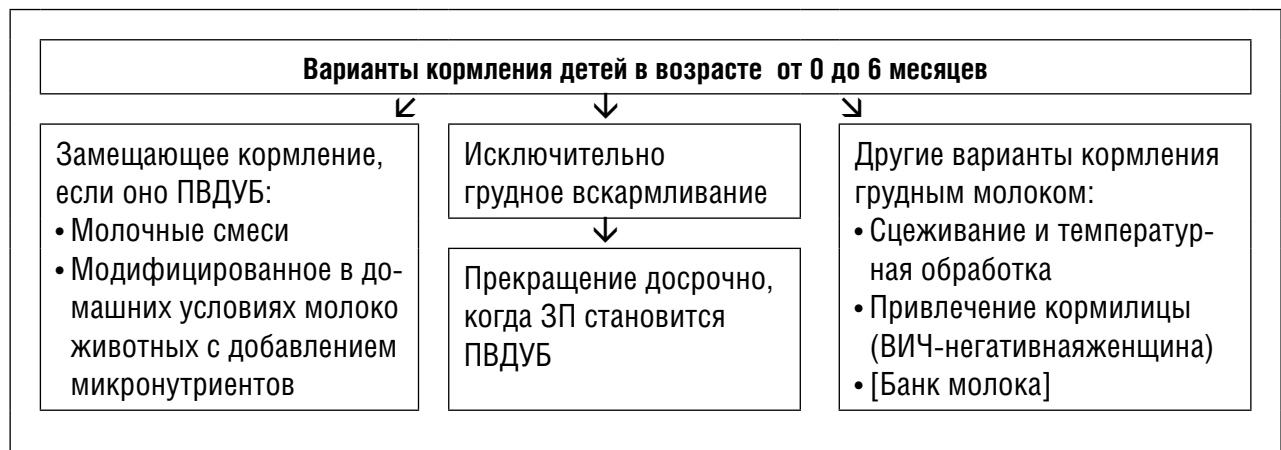 Варианты кормления детей в возрасте от 0 до 6 месяцев
Замещающее кормление,
если оно ПВДУБ:
• Молочные смеси
• Модифицированное в до-
машних условиях молоко
животных с добавлением
микронутриентов
Исключительно
грудное вскармливание
Прекращение досрочно,
когда ЗП становится
ПВДУБ
Другие варианты кормления
грудным молоком:
• Сцеживание и температур-
ная обработка
• Привлечение кормилицы
(ВИЧ-негативнаяженщина)
• [Банк молока]